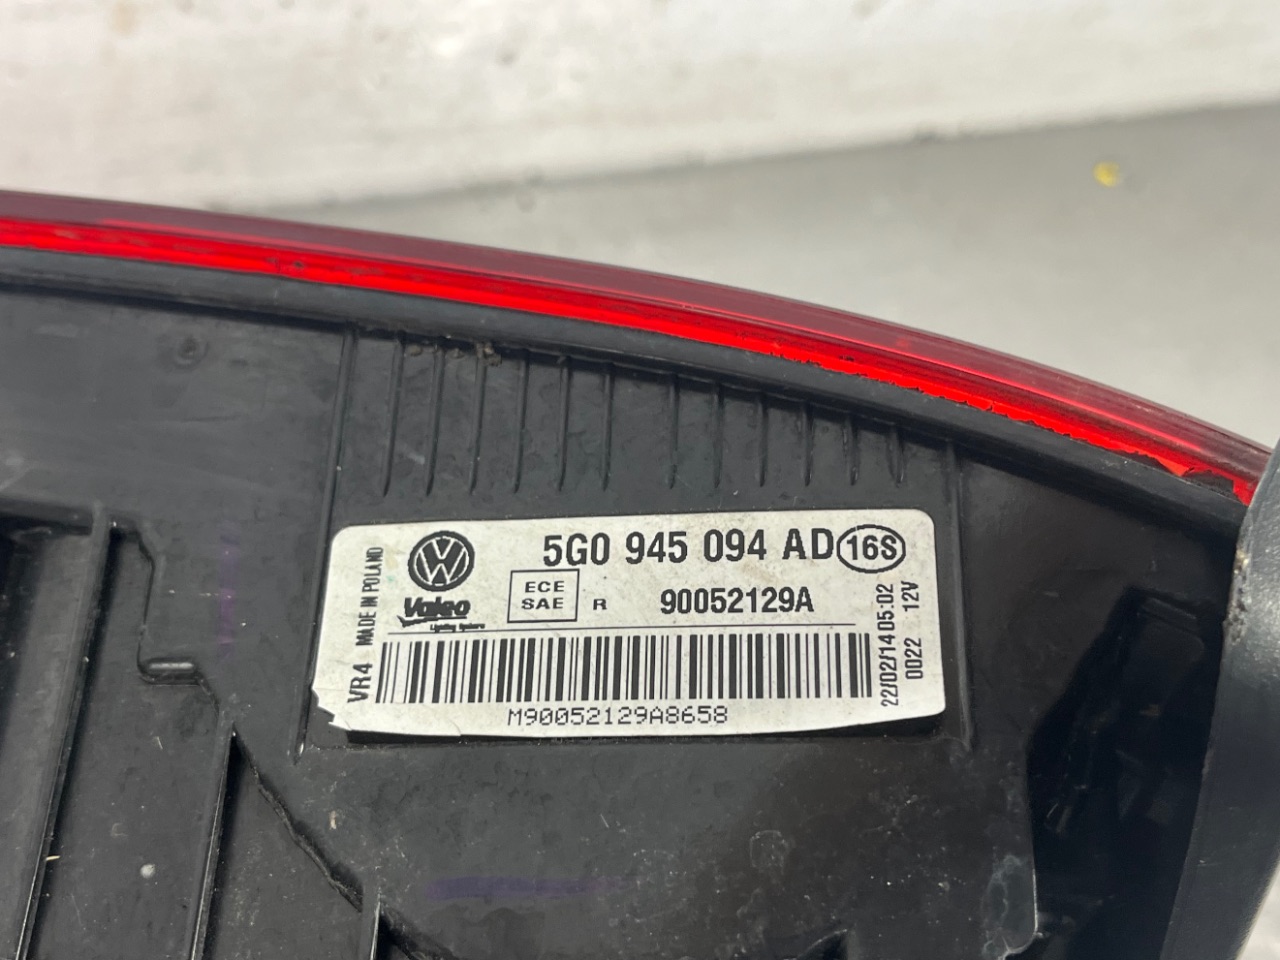 5G0 945 094 AD 16S
MADE IN POLAND
VW
Valeo
ECE
SAE
R
90052129A
VR4
22/02/14 05:02
0022 12V
M90052129A8658